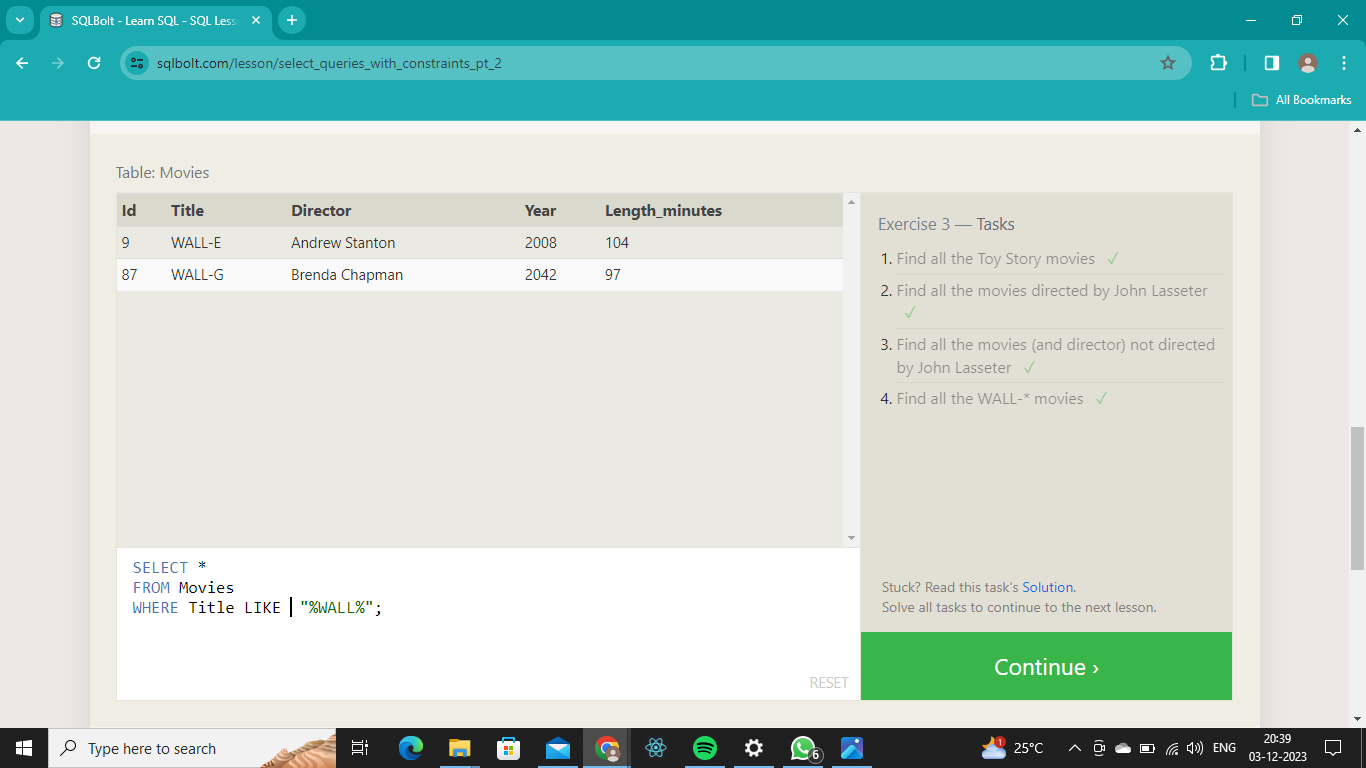 SQLBolt - Learn SQL - SQL Less
sqlbolt.com/lesson/select_queries_with_constraints_pt_2
All Bookmarks
Table: Movies
Id Title Director Year Length_minutes
9 WALL-E Andrew Stanton 2008 104
87 WALL-G Brenda Chapman 2042 97
Exercise 3 — Tasks
1. Find all the Toy Story movies ✓
2. Find all the movies directed by John Lasseter
✓
3. Find all the movies (and director) not directed
by John Lasseter ✓
4. Find all the WALL-* movies ✓
SELECT *
FROM Movies
WHERE Title LIKE "%WALL%";
RESET
Stuck? Read this task's Solution.
Solve all tasks to continue to the next lesson.
Continue ›
Type here to search
6
1
25°C
ENG
20:39
03-12-2023